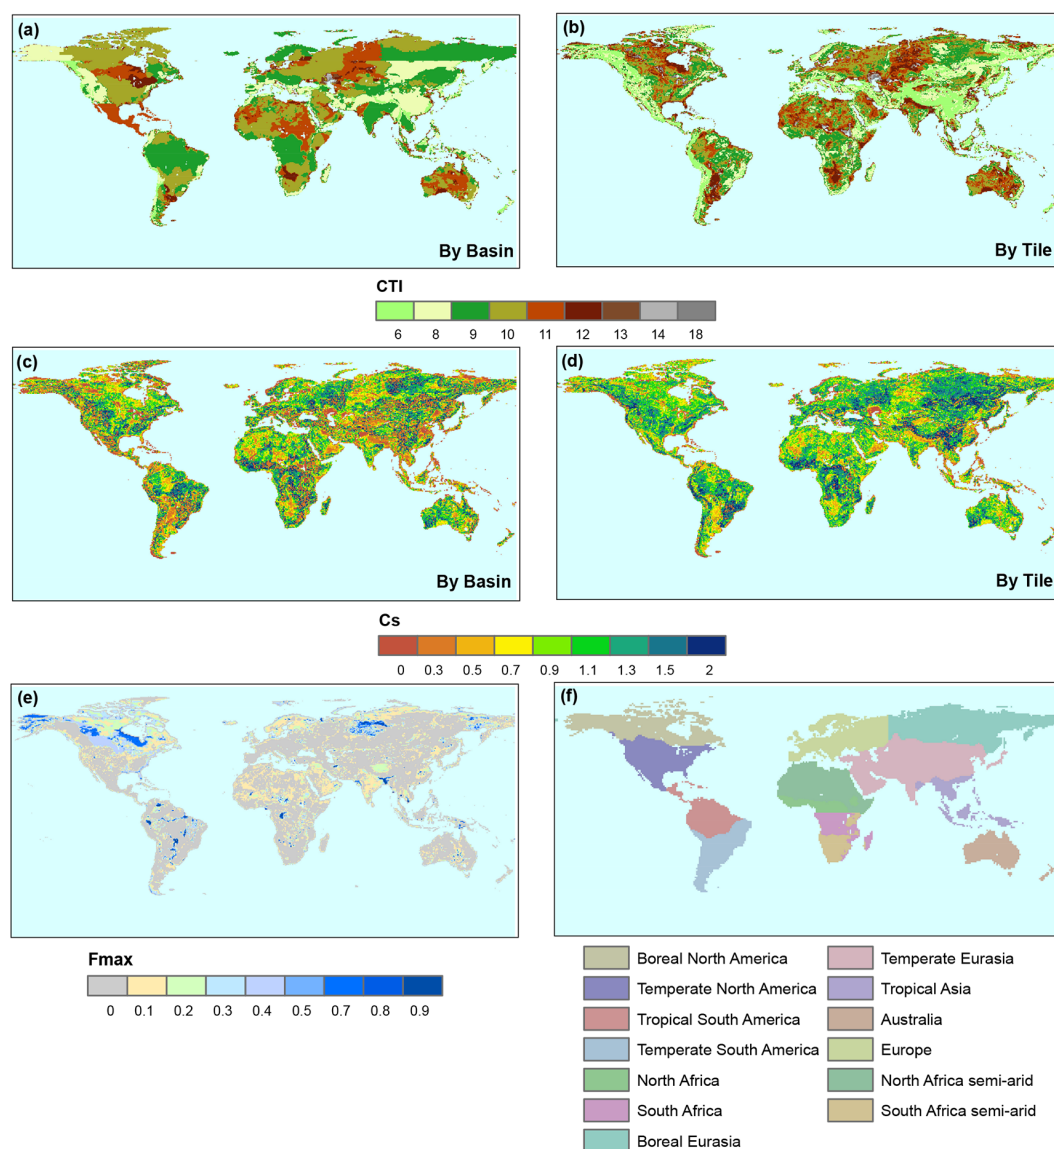 (a)
(b)
By Basin
By Tile
CTI
6 8 9 10 11 12 13 14 18
(c)
(d)
By Basin
By Tile
Cs
0 0.3 0.5 0.7 0.9 1.1 1.3 1.5 2
(e)
(f)
Fmax
0 0.1 0.2 0.3 0.4 0.5 0.7 0.8 0.9
Boreal North America
Temperate North America
Tropical South America
Temperate South America
North Africa
South Africa
Boreal Eurasia
Temperate Eurasia
Tropical Asia
Australia
Europe
North Africa semi-arid
South Africa semi-arid